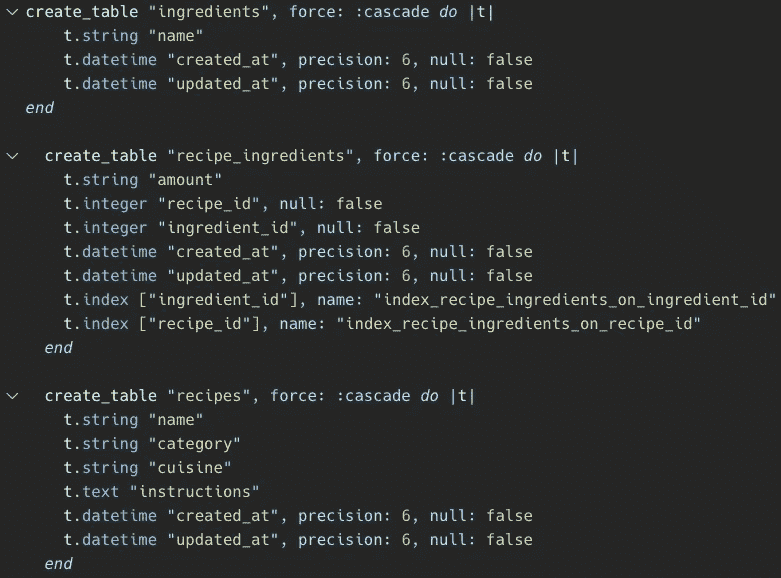 create_table "ingredients", force: :cascade do |t|
t.string "name"
t.datetime "created_at", precision: 6, null: false
t.datetime "updated_at", precision: 6, null: false
end
create_table "recipe_ingredients", force: :cascade do |t|
t.string "amount"
t.integer "recipe_id", null: false
t.integer "ingredient_id", null: false
t.datetime "created_at", precision: 6, null: false
t.datetime "updated_at", precision: 6, null: false
t.index ["ingredient_id"], name: "index_recipe_ingredients_on_ingredient_id"
t.index ["recipe_id"], name: "index_recipe_ingredients_on_recipe_id"
end
create_table "recipes", force: :cascade do |t|
t.string "name"
t.string "category"
t.string "cuisine"
t.text "instructions"
t.datetime "created_at", precision: 6, null: false
t.datetime "updated_at", precision: 6, null: false
end